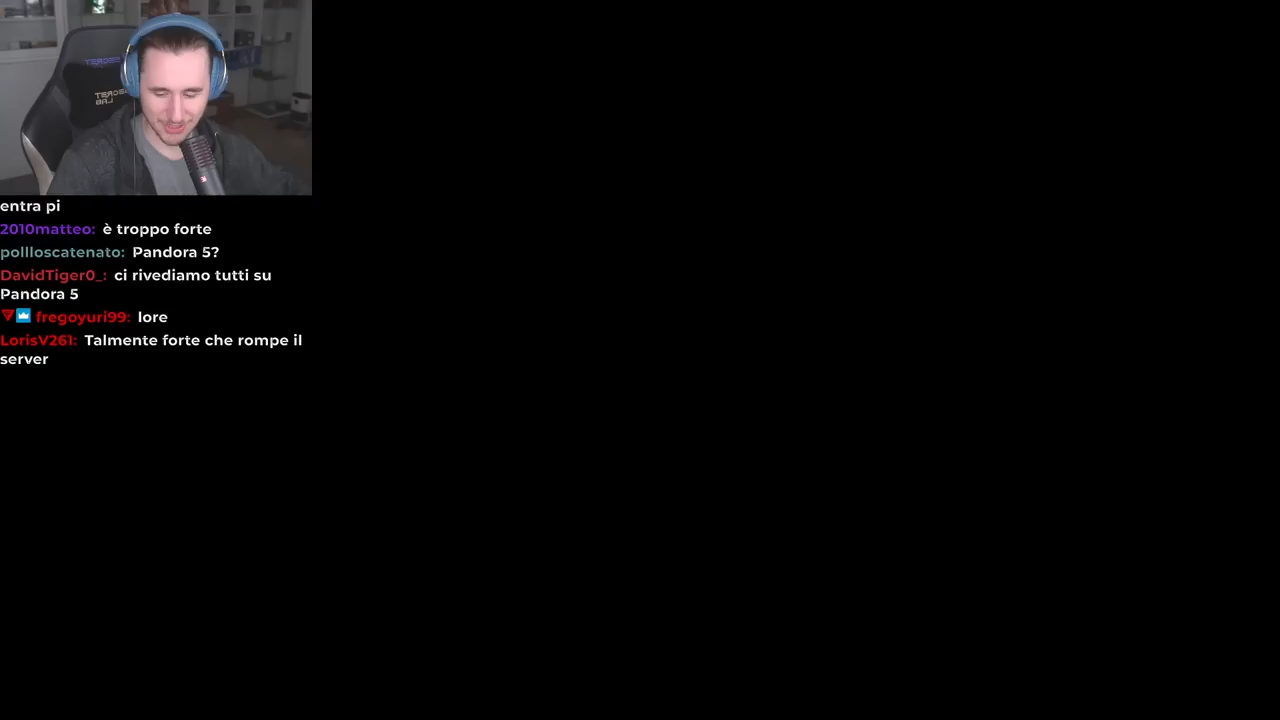 entra pi
2010matteo: è troppo forte
pollloscatenato: Pandora 5?
DavidTiger0_: ci rivediamo tutti su
Pandora 5
fregoyuri99: lore
LorisV261: Talmente forte che rompe il
server